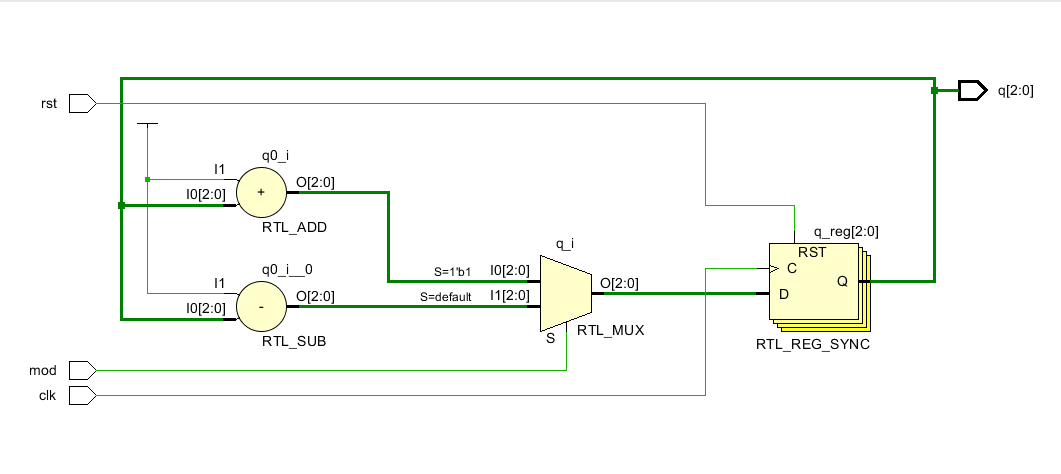 rst
q[2:0]
q0_i
I1
I0[2:0]
+
O[2:0]
RTL_ADD
q_reg[2:0]
q_i
RST
q0_i__0
S=1'b1
I0[2:0]
C
I1
O[2:0]
S=default
I1[2:0]
O[2:0]
D
Q
I0[2:0]
-
RTL_SUB
S
RTL_MUX
RTL_REG_SYNC
mod
clk